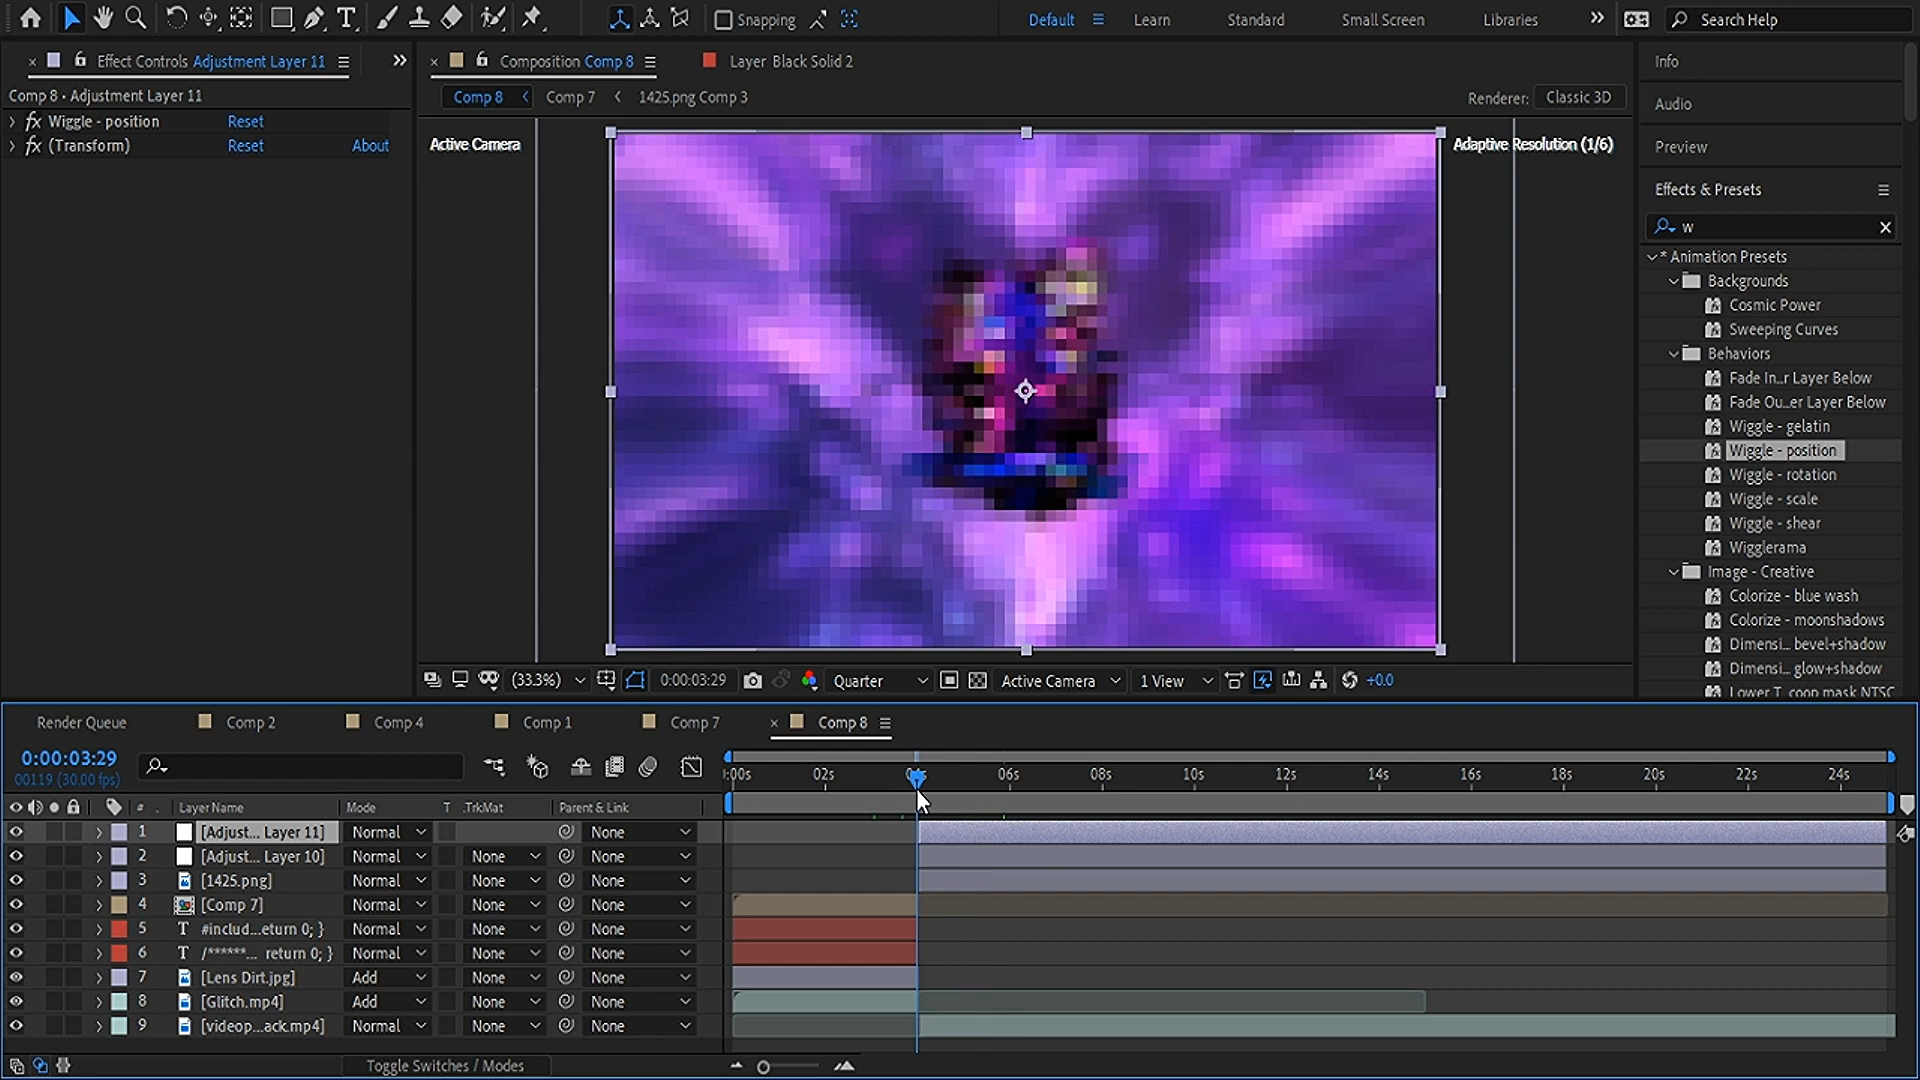 Snapping
Default
Learn
Standard
Small Screen
Libraries
Search Help
Effect Controls Adjustment Layer 11
Composition Comp 8
Layer Black Solid 2
Info
Comp 8 • Adjustment Layer 11
Comp 8
Comp 7
1425.png Comp 3
Renderer:
Classic 3D
Audio
fx Wiggle - position
Reset
fx (Transform)
Reset
About
Active Camera
Adaptive Resolution (1/6)
Preview
Effects & Presets
w
* Animation Presets
Backgrounds
Cosmic Power
Sweeping Curves
Behaviors
Fade In...r Layer Below
Fade Ou...er Layer Below
Wiggle - gelatin
Wiggle - position
Wiggle - rotation
Wiggle - scale
Wiggle - shear
Wigglerama
Image - Creative
Colorize - blue wash
Colorize - moonshadows
Dimensi... bevel+shadow
Dimensi... glow+shadow
(33.3%)
0:00:03:29
Quarter
Active Camera
1 View
+0.0
Render Queue
Comp 2
Comp 4
Comp 1
Comp 7
Comp 8
0:00:03:29
00119 (30.00 fps)
:00s
02s
06s
08s
10s
12s
14s
16s
18s
20s
22s
24s
#
Layer Name
Mode
T
.TrkMat
Parent & Link
1 [Adjust... Layer 11] Normal None
2 [Adjust... Layer 10] Normal None None
3 [1425.png] Normal None None
4 [Comp 7] Normal None None
5 T #includ...eturn 0; } Normal None None
6 T /******... return 0; } Normal None None
7 [Lens Dirt.jpg] Add None None
8 [Glitch.mp4] Add None None
9 [videop...ack.mp4] Normal None None
Toggle Switches / Modes